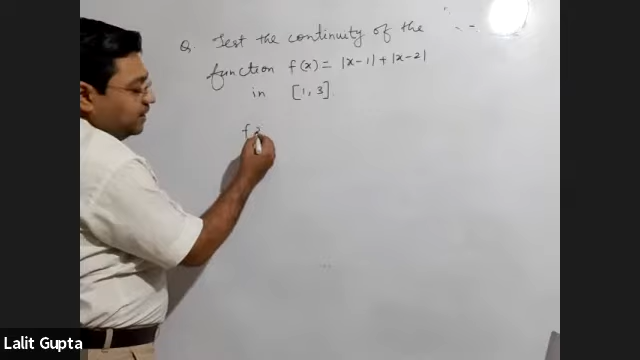 Q. Test the continuity of the
function f(x) = |x-1| + |x-2|
in [1, 3].
f
Lalit Gupta